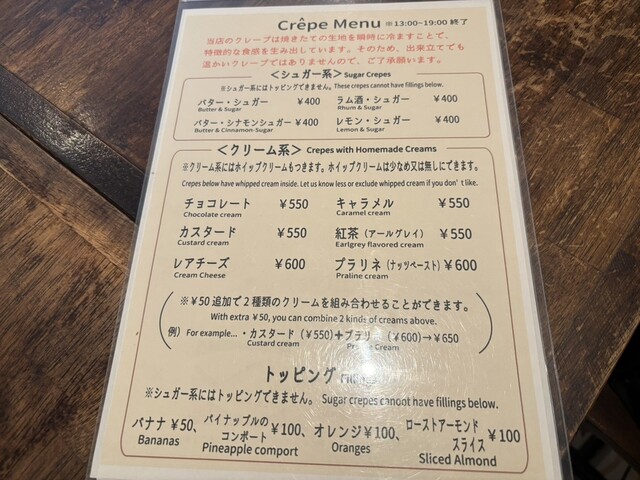 Crêpe Menu ※13:00~19:00 終了
当店のクレープは焼きたての生地を瞬時に冷ますことで、
特徴的な食感を生み出しています。そのため、出来立てでも
温かいクレープではありませんので、ご了承願います。
＜シュガー系＞ Sugar Crepes
※シュガー系にはトッピングできません。These crepes cannot have fillings below.
バター・シュガー ¥400 ラム酒・シュガー ¥400
Butter & Sugar Rhum & Sugar
バター・シナモンシュガー ¥400 レモン・シュガー ¥400
Butter & Cinnamon-Sugar Lemon & Sugar
＜クリーム系＞ Crepes with Homemade Creams
※クリーム系にはホイップクリームもつきます。ホイップクリームは少なめ又は無しにできます。
Crepes below have whipped cream inside. Let us know less or exclude whipped cream if you don't like.
チョコレート ¥550 キャラメル ¥550
Chocolate cream Caramel cream
カスタード ¥550 紅茶（アールグレイ） ¥550
Custard cream Earlgrey flavored cream
レアチーズ ¥600 プラリネ（ナッツペースト） ¥600
Cream Cheese Praline cream
※¥50 追加で２種類のクリームを組み合わせることができます。
With extra ¥50, you can combine 2 kinds of creams above.
例） For example... ・カスタード（¥550）＋プラリネ（¥600）→¥650
Custard cream Praline Cream
トッピング Fillings
※シュガー系にはトッピングできません。 Sugar crepes cannot have fillings below.
バナナ ¥50、 パイナップルの コンポート ¥100、 オレンジ ¥100、 ローストアーモンド スライス ¥100
Bananas Pineapple comport Oranges Sliced Almond